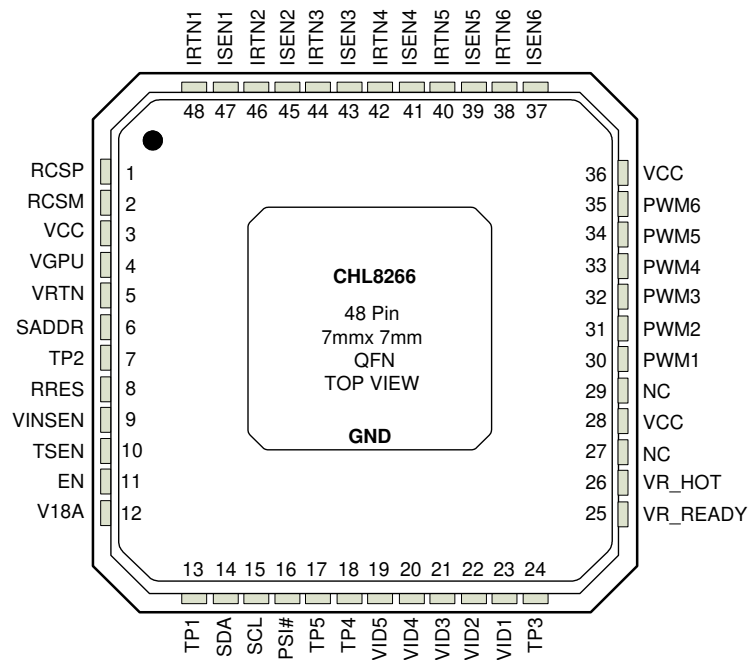 IRTN1
ISEN1
IRTN2
ISEN2
IRTN3
ISEN3
IRTN4
ISEN4
IRTN5
ISEN5
IRTN6
ISEN6
48 47 46 45 44 43 42 41 40 39 38 37
RCSP 1
RCSM 2
VCC 3
VGPU 4
VRTN 5
SADDR 6
TP2 7
RRES 8
VINSEN 9
TSEN 10
EN 11
V18A 12
CHL8266
48 Pin
7mmx 7mm
QFN
TOP VIEW
GND
36 VCC
35 PWM6
34 PWM5
33 PWM4
32 PWM3
31 PWM2
30 PWM1
29 NC
28 VCC
27 NC
26 VR_HOT
25 VR_READY
13 14 15 16 17 18 19 20 21 22 23 24
TP1
SDA
SCL
PSI#
TP5
TP4
VID5
VID4
VID3
VID2
VID1
TP3